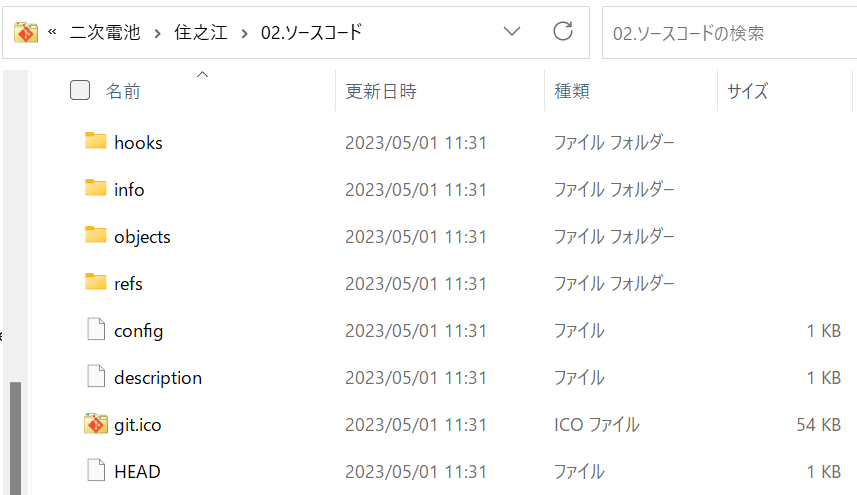 « 二次電池 › 住之江 › 02.ソースコード
02.ソースコードの検索
名前 更新日時 種類 サイズ
hooks 2023/05/01 11:31 ファイル フォルダー
info 2023/05/01 11:31 ファイル フォルダー
objects 2023/05/01 11:31 ファイル フォルダー
refs 2023/05/01 11:31 ファイル フォルダー
config 2023/05/01 11:31 ファイル 1 KB
description 2023/05/01 11:31 ファイル 1 KB
git.ico 2023/05/01 11:31 ICO ファイル 54 KB
HEAD 2023/05/01 11:31 ファイル 1 KB